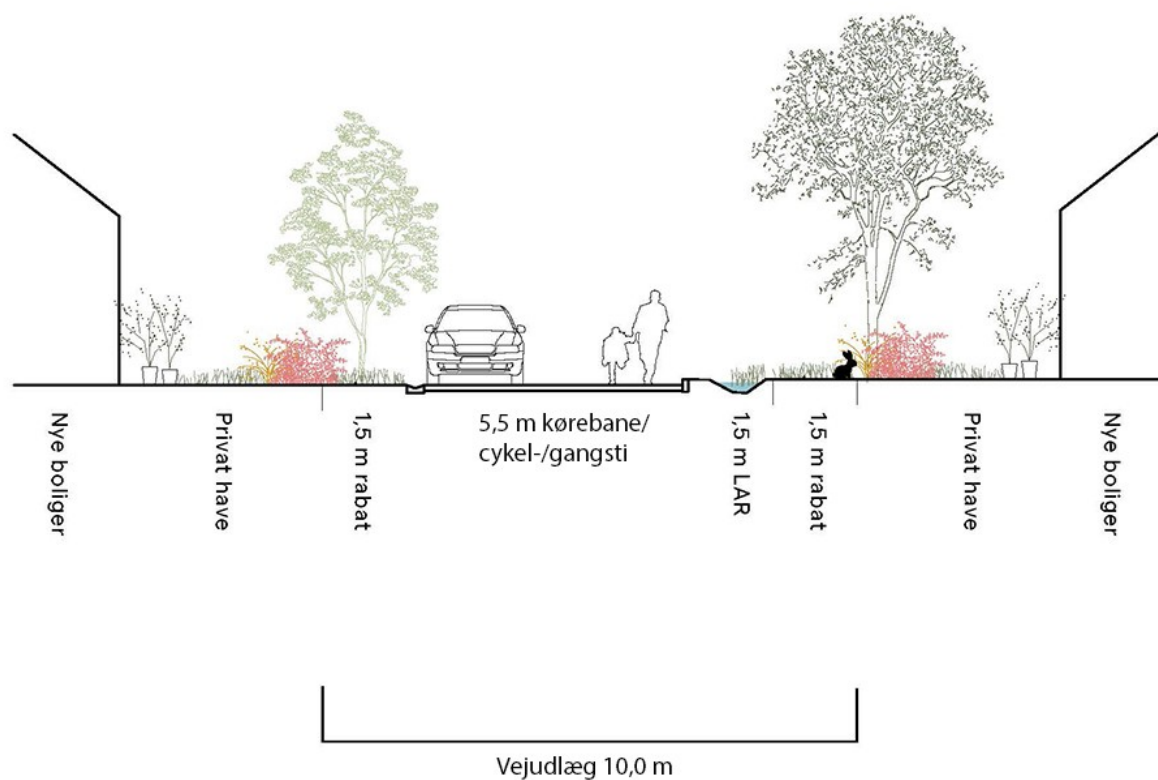 Nye boliger
Privat have
1,5 m rabat
5,5 m kørebane/
cykel-/gangsti
1,5 m LAR
1,5 m rabat
Privat have
Nye boliger
Vejudlæg 10,0 m